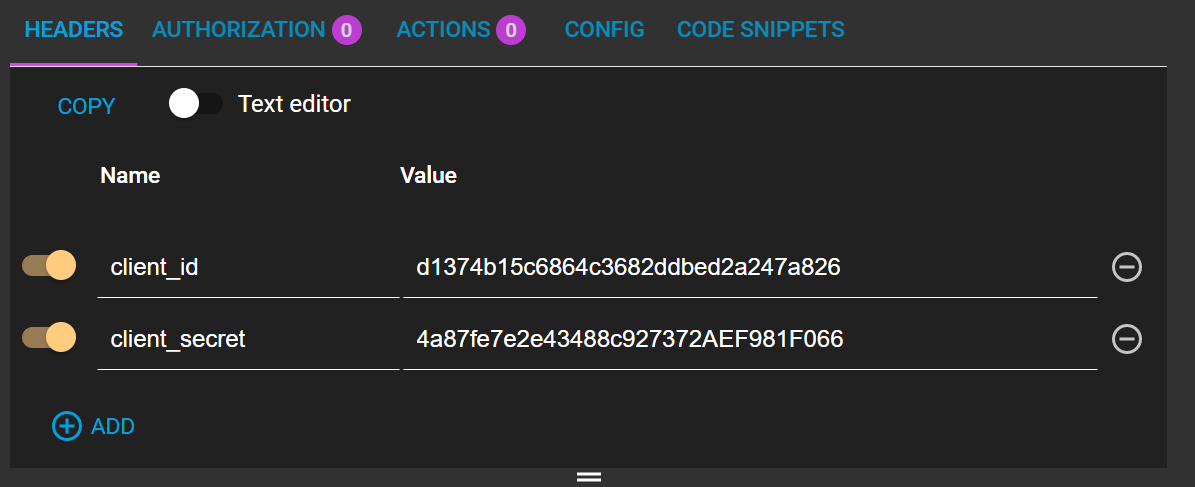 HEADERS AUTHORIZATION 0 ACTIONS 0 CONFIG CODE SNIPPETS
COPY Text editor
Name Value
client_id d1374b15c6864c3682ddbed2a247a826
client_secret 4a87fe7e2e43488c927372AEF981F066
ADD